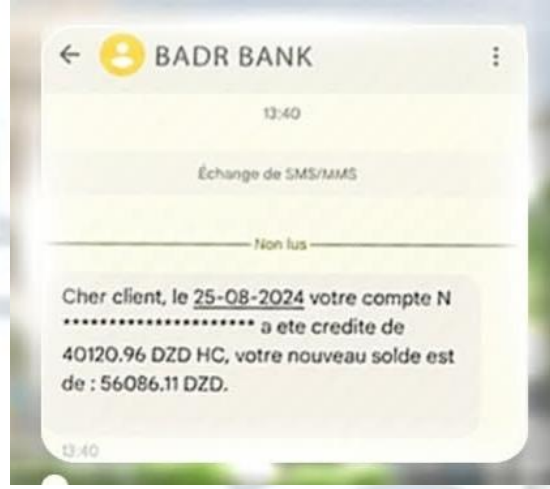 BADR BANK
13:40
Échange de SMS/MMS
Non lus
Cher client, le 25-08-2024 votre compte N
********************** a ete credite de
40120.96 DZD HC, votre nouveau solde est
de : 56086.11 DZD.
13:40